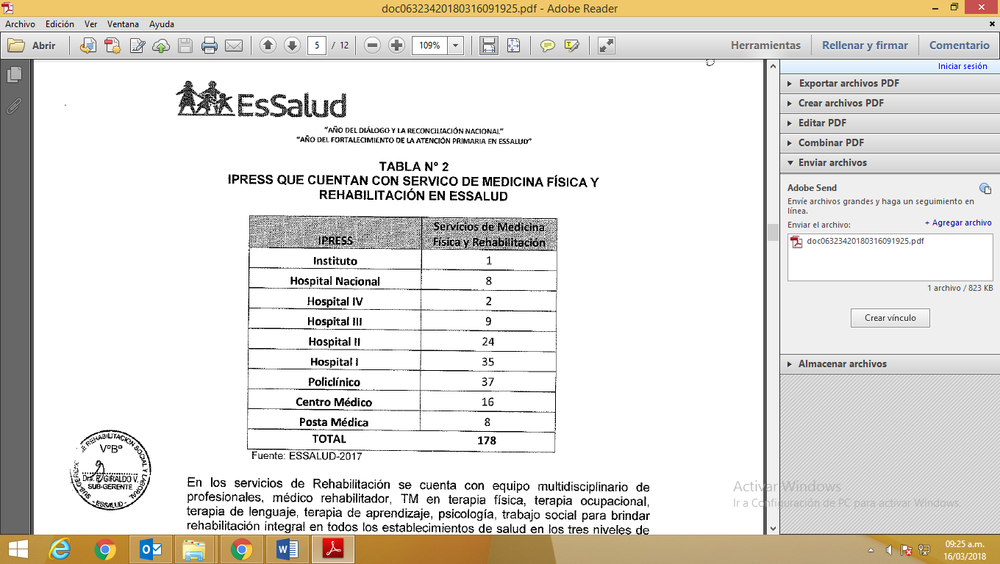 doc06323420180316091925.pdf - Adobe Reader
Archivo Edición Ver Ventana Ayuda
Abrir 5 / 12 109% Herramientas Rellenar y firmar Comentario
Iniciar sesión
Exportar archivos PDF
Crear archivos PDF
Editar PDF
Combinar PDF
Enviar archivos
Adobe Send
Envíe archivos grandes y haga un seguimiento en
línea.
Enviar el archivo: + Agregar archivo
doc06323420180316091925.pdf
1 archivo / 823 KB
Crear vínculo
Almacenar archivos
EsSalud
"AÑO DEL DIÁLOGO Y LA RECONCILIACIÓN NACIONAL"
"AÑO DEL FORTALECIMIENTO DE LA ATENCIÓN PRIMARIA EN ESSALUD"
TABLA N° 2
IPRESS QUE CUENTAN CON SERVICO DE MEDICINA FÍSICA Y
REHABILITACIÓN EN ESSALUD
IPRESS Servicios de Medicina
Física y Rehabilitación
Instituto 1
Hospital Nacional 8
Hospital IV 2
Hospital III 9
Hospital II 24
Hospital I 35
Policlínico 37
Centro Médico 16
Posta Médica 8
TOTAL 178
Fuente: ESSALUD-2017
SUB-GERENC DE REHABILITACION SOCIAL Y LABORAL
V°B°
Dra. E. GIRALDO V.
SUB-GERENTE
- ESSALUD -
En los servicios de Rehabilitación se cuenta con equipo multidisciplinario de
profesionales, médico rehabilitador, TM en terapia física, terapia ocupacional,
terapia de lenguaje, terapia de aprendizaje, psicología, trabajo social para brindar
rehabilitación integral en todos los establecimientos de salud en los tres niveles de
Activar Windows
Ir a Configuración de PC para activar Windows.
09:25 a.m.
16/03/2018